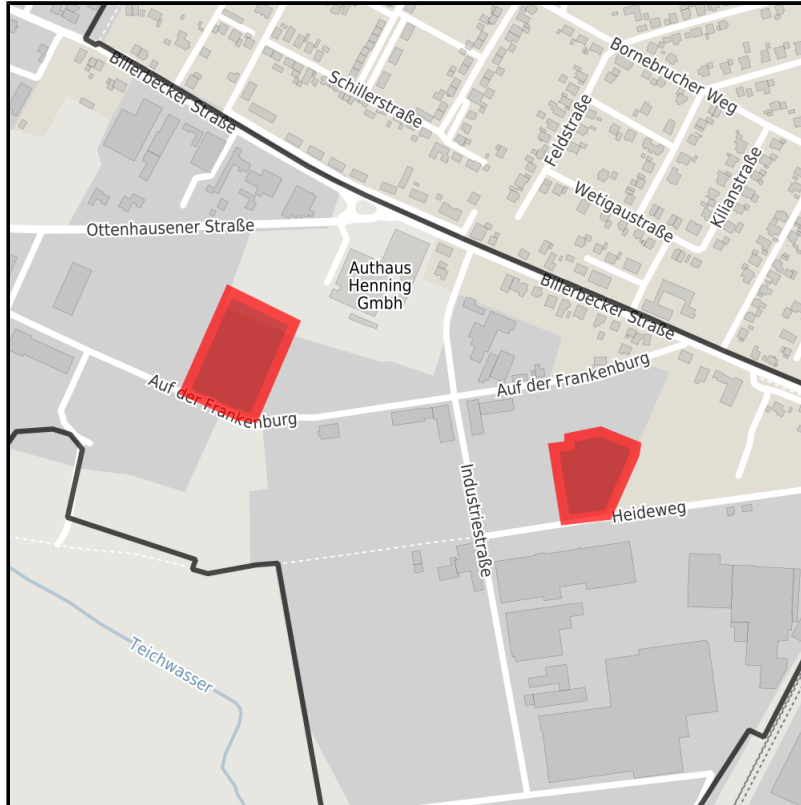 Bornebrucher Weg
Billerbecker Straße
Schillerstraße
Feldstraße
Kilianstraße
Wetigaustraße
Ottenhausener Straße
Authaus
Henning
Gmbh
Billerbecker Straße
Auf der Frankenburg
Auf der Frankenburg
Industriestraße
Heideweg
Teichwasser